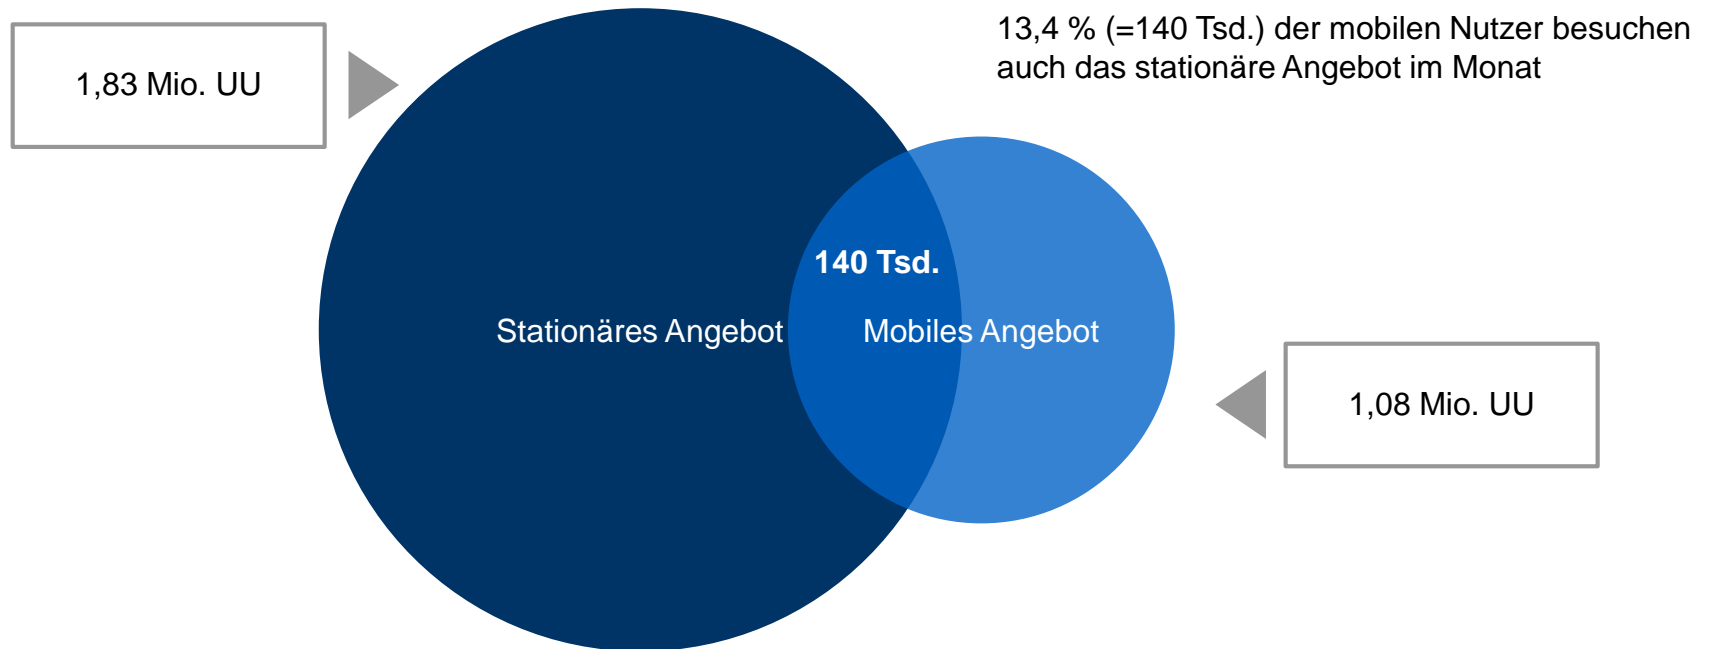 13,4 % (=140 Tsd.) der mobilen Nutzer besuchen
auch das stationäre Angebot im Monat
1,83 Mio. UU
140 Tsd.
Stationäres Angebot
Mobiles Angebot
1,08 Mio. UU